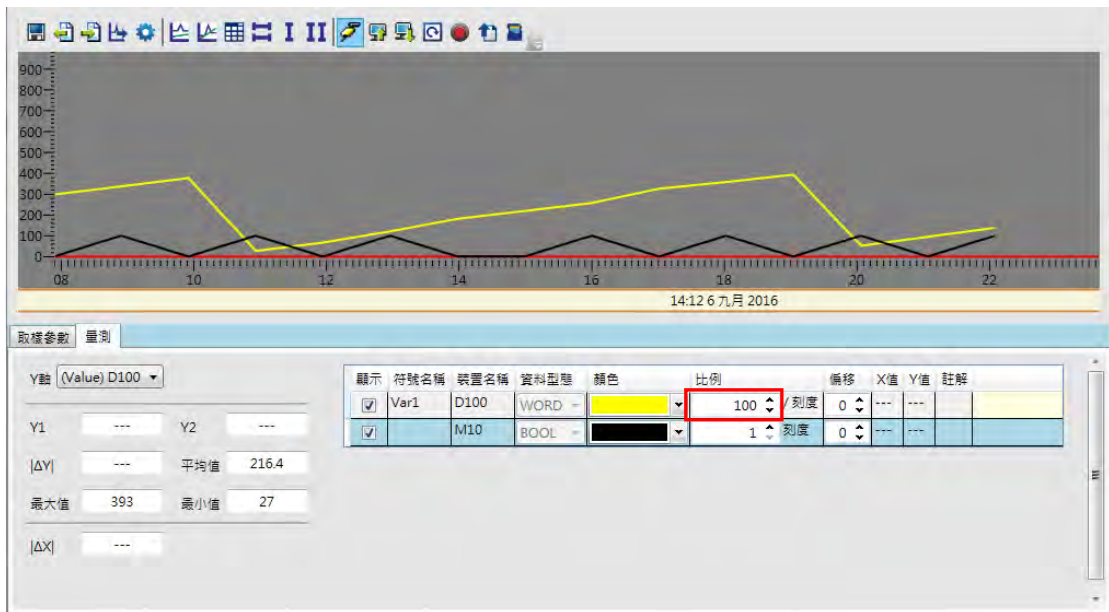 900
800
700
600
500
400
300
200
100
0
08 10 12 14 16 18 20 22
14:12 6 九月 2016
取樣參數 量測
Y軸 (Value) D100
顯示 符號名稱 裝置名稱 資料型態 顏色 比例 偏移 X值 Y值 註解
Var1 D100 WORD 100 / 刻度 0 --- ---
M10 BOOL 1 刻度 0 --- ---
Y1 --- Y2 ---
|ΔY| --- 平均值 216.4
最大值 393 最小值 27
|ΔX| ---